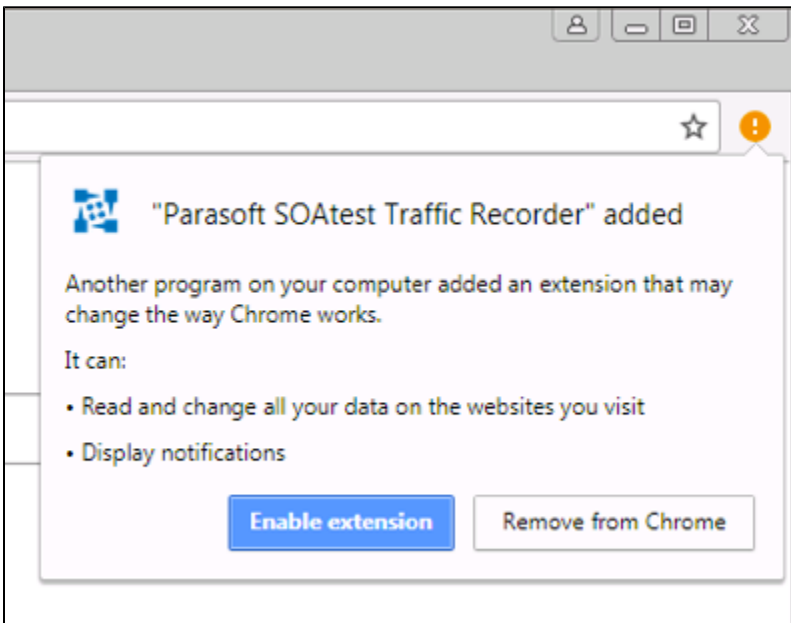 "Parasoft SOAtest Traffic Recorder" added
Another program on your computer added an extension that may
change the way Chrome works.
It can:
• Read and change all your data on the websites you visit
• Display notifications
Enable extension
Remove from Chrome